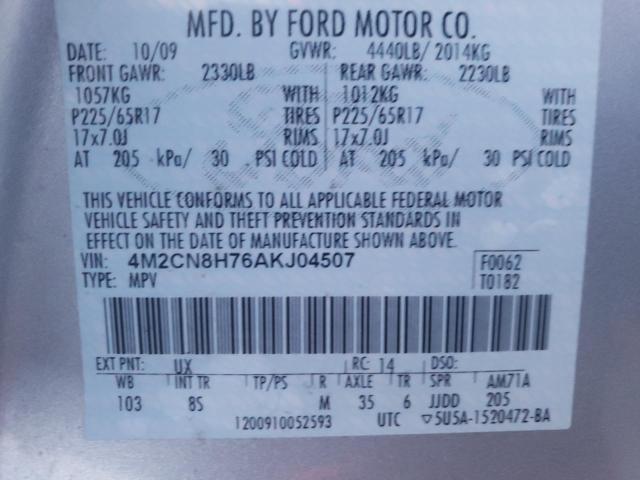 MFD. BY FORD MOTOR CO.
DATE: 10/09 GVWR: 4440LB/ 2014KG
FRONT GAWR: 2330LB REAR GAWR: 2230LB
1057KG WITH 1012KG WITH
P225/65R17 TIRES P225/65R17 TIRES
17x7.0J RIMS 17x7.0J RIMS
AT 205 kPa/ 30 PSI COLD AT 205 kPa/ 30 PSI COLD
THIS VEHICLE CONFORMS TO ALL APPLICABLE FEDERAL MOTOR
VEHICLE SAFETY AND THEFT PREVENTION STANDARDS IN
EFFECT ON THE DATE OF MANUFACTURE SHOWN ABOVE.
VIN: 4M2CN8H76AKJ04507 F0062
TYPE: MPV T0182
EXT PNT: UX RC: 14 DSO:
WB INT TR TP/PS R AXLE TR SPR AM71A
103 8S M 35 6 JJDD 205
1200910052593 UTC ▽5U5A-1520472-BA